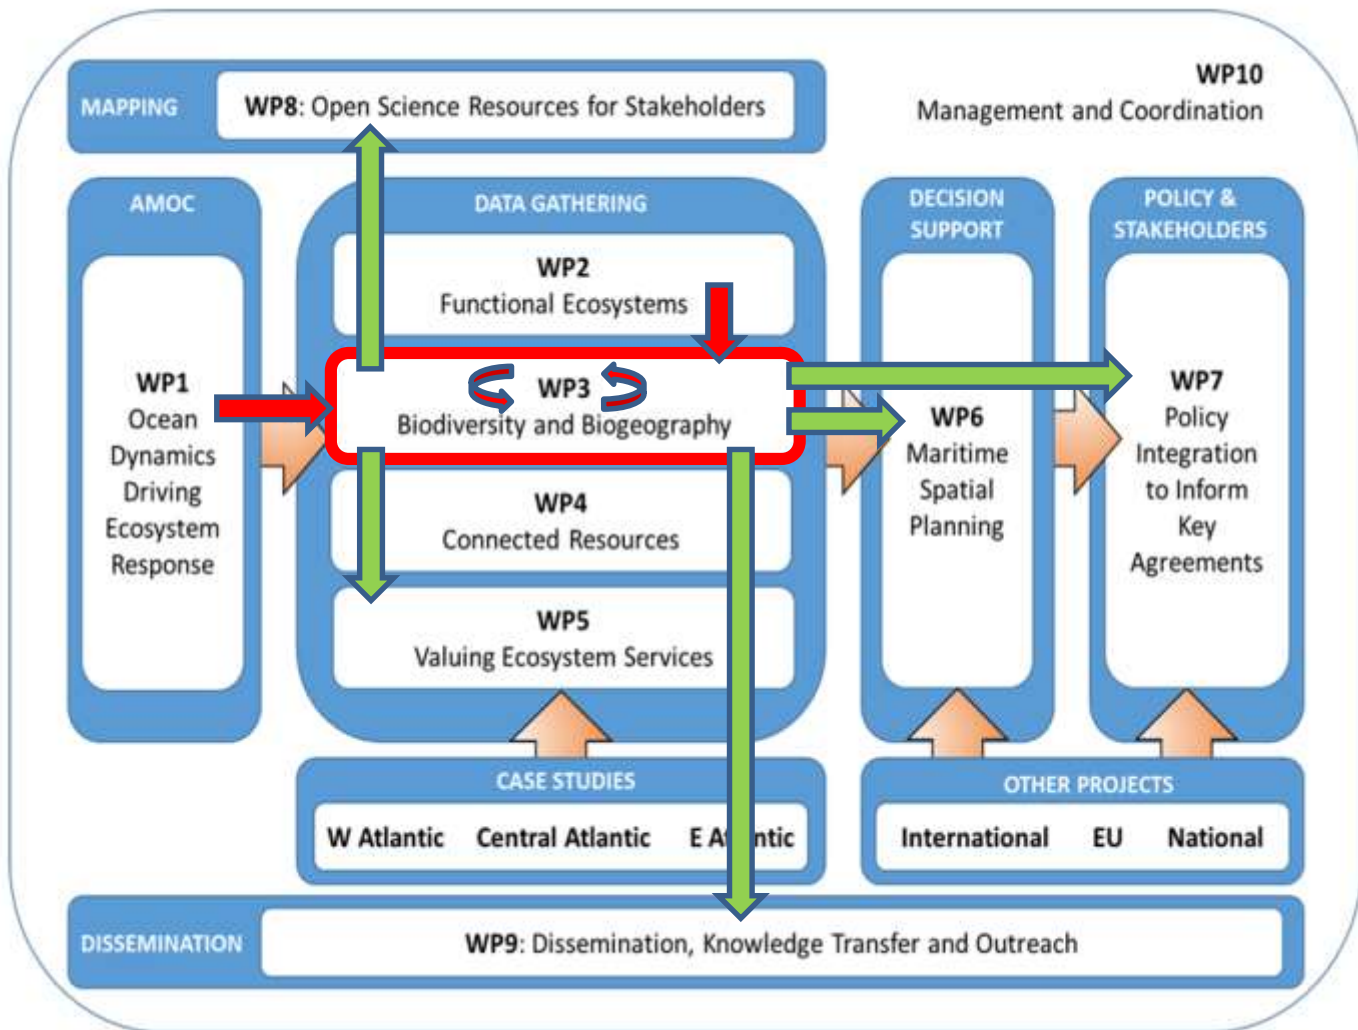 WP10
Management and Coordination
MAPPING
WP8: Open Science Resources for Stakeholders
AMOC
WP1
Ocean
Dynamics
Driving
Ecosystem
Response
DATA GATHERING
WP2
Functional Ecosystems
WP3
Biodiversity and Biogeography
WP4
Connected Resources
WP5
Valuing Ecosystem Services
DECISION
SUPPORT
WP6
Maritime
Spatial
Planning
POLICY &
STAKEHOLDERS
WP7
Policy
Integration
to Inform
Key
Agreements
CASE STUDIES
W Atlantic Central Atlantic E Atlantic
OTHER PROJECTS
International EU National
DISSEMINATION
WP9: Dissemination, Knowledge Transfer and Outreach